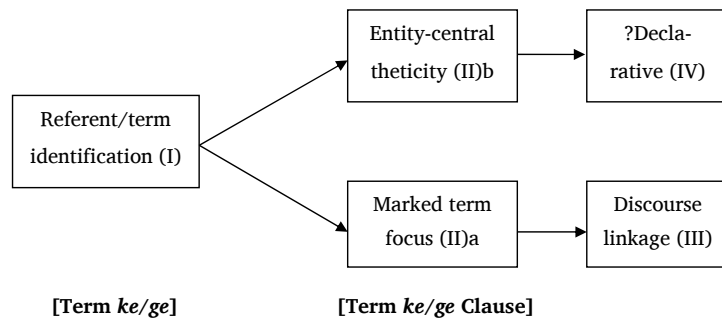 Entity-central
theticity (II)b
?Decla-
rative (IV)
Referent/term
identification (I)
Marked term
focus (II)a
Discourse
linkage (III)
[Term ke/ge]
[Term ke/ge Clause]